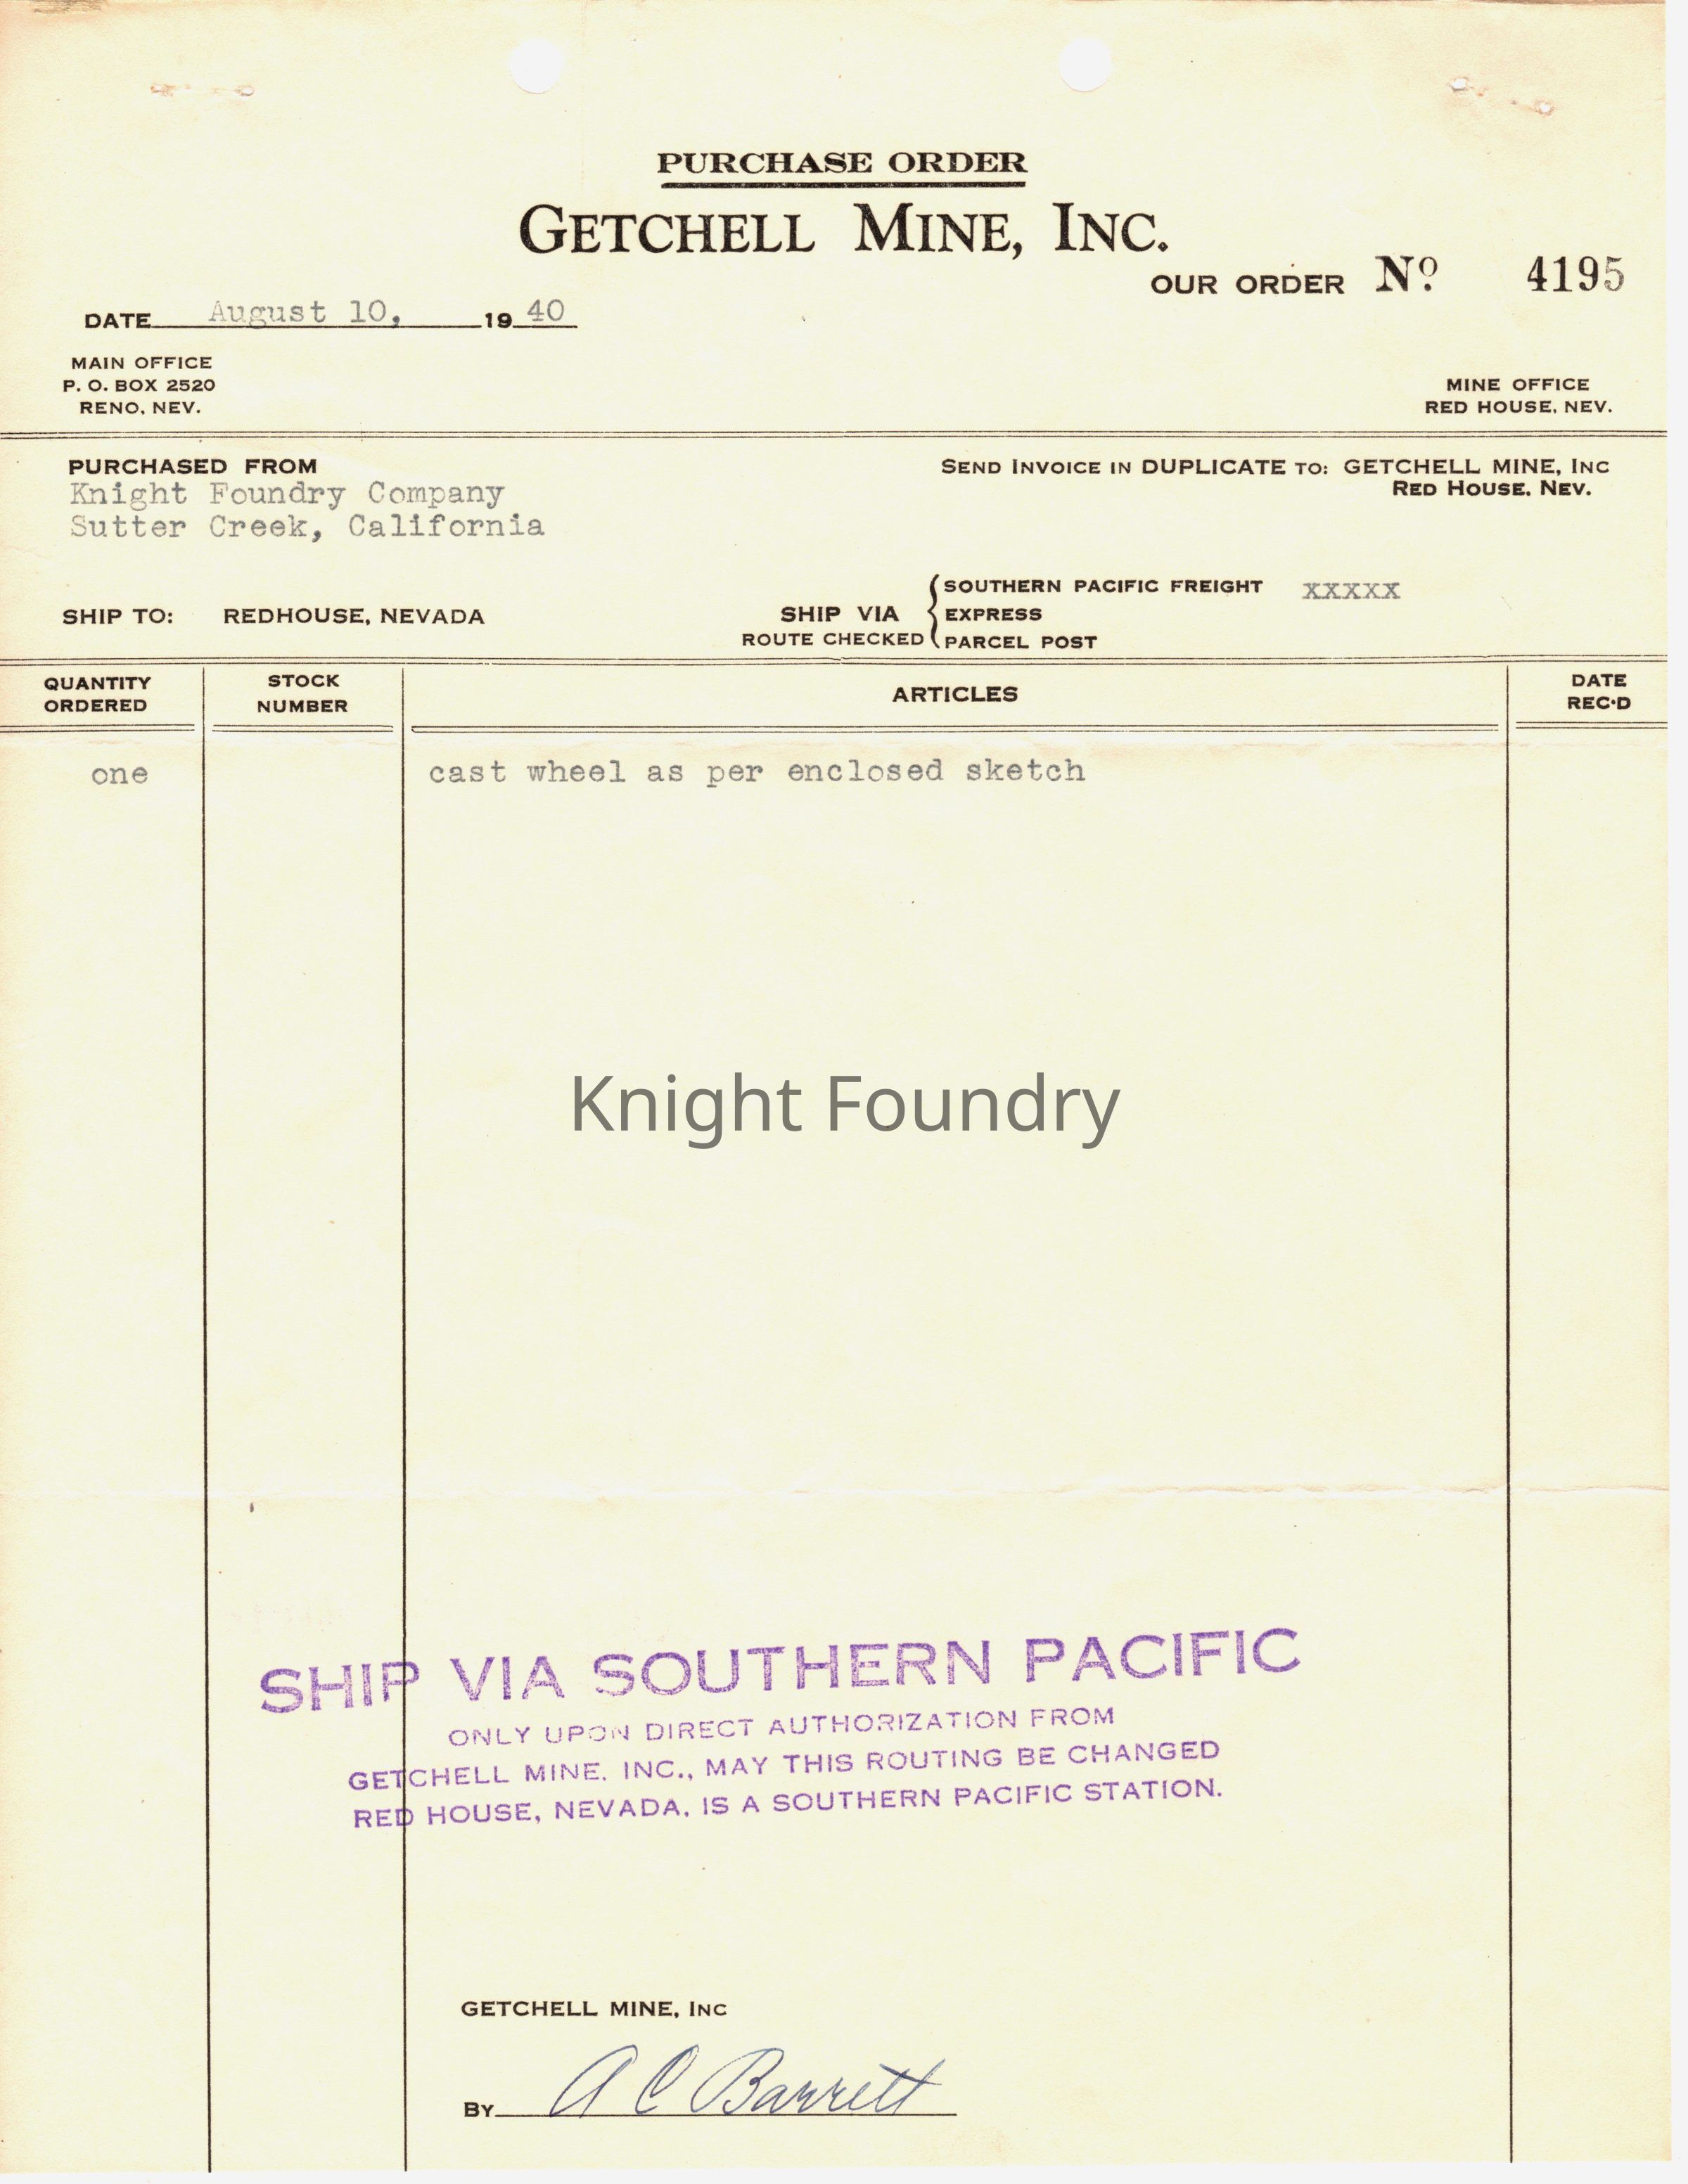 PURCHASE ORDER
GETCHELL MINE, INC.
OUR ORDER Nº 4195
DATE August 10, 19 40
MAIN OFFICE
P. O. BOX 2520
RENO, NEV.
MINE OFFICE
RED HOUSE, NEV.
PURCHASED FROM
Knight Foundry Company
Sutter Creek, California
SEND INVOICE IN DUPLICATE TO: GETCHELL MINE, INC
RED HOUSE, NEV.
SHIP TO: REDHOUSE, NEVADA
SHIP VIA
ROUTE CHECKED
SOUTHERN PACIFIC FREIGHT XXXXX
EXPRESS
PARCEL POST
QUANTITY
ORDERED
STOCK
NUMBER
ARTICLES
DATE
REC'D
one cast wheel as per enclosed sketch
Knight Foundry
SHIP VIA SOUTHERN PACIFIC
ONLY UPON DIRECT AUTHORIZATION FROM
GETCHELL MINE, INC., MAY THIS ROUTING BE CHANGED
RED HOUSE, NEVADA, IS A SOUTHERN PACIFIC STATION.
GETCHELL MINE, INC
BY A C Barrett